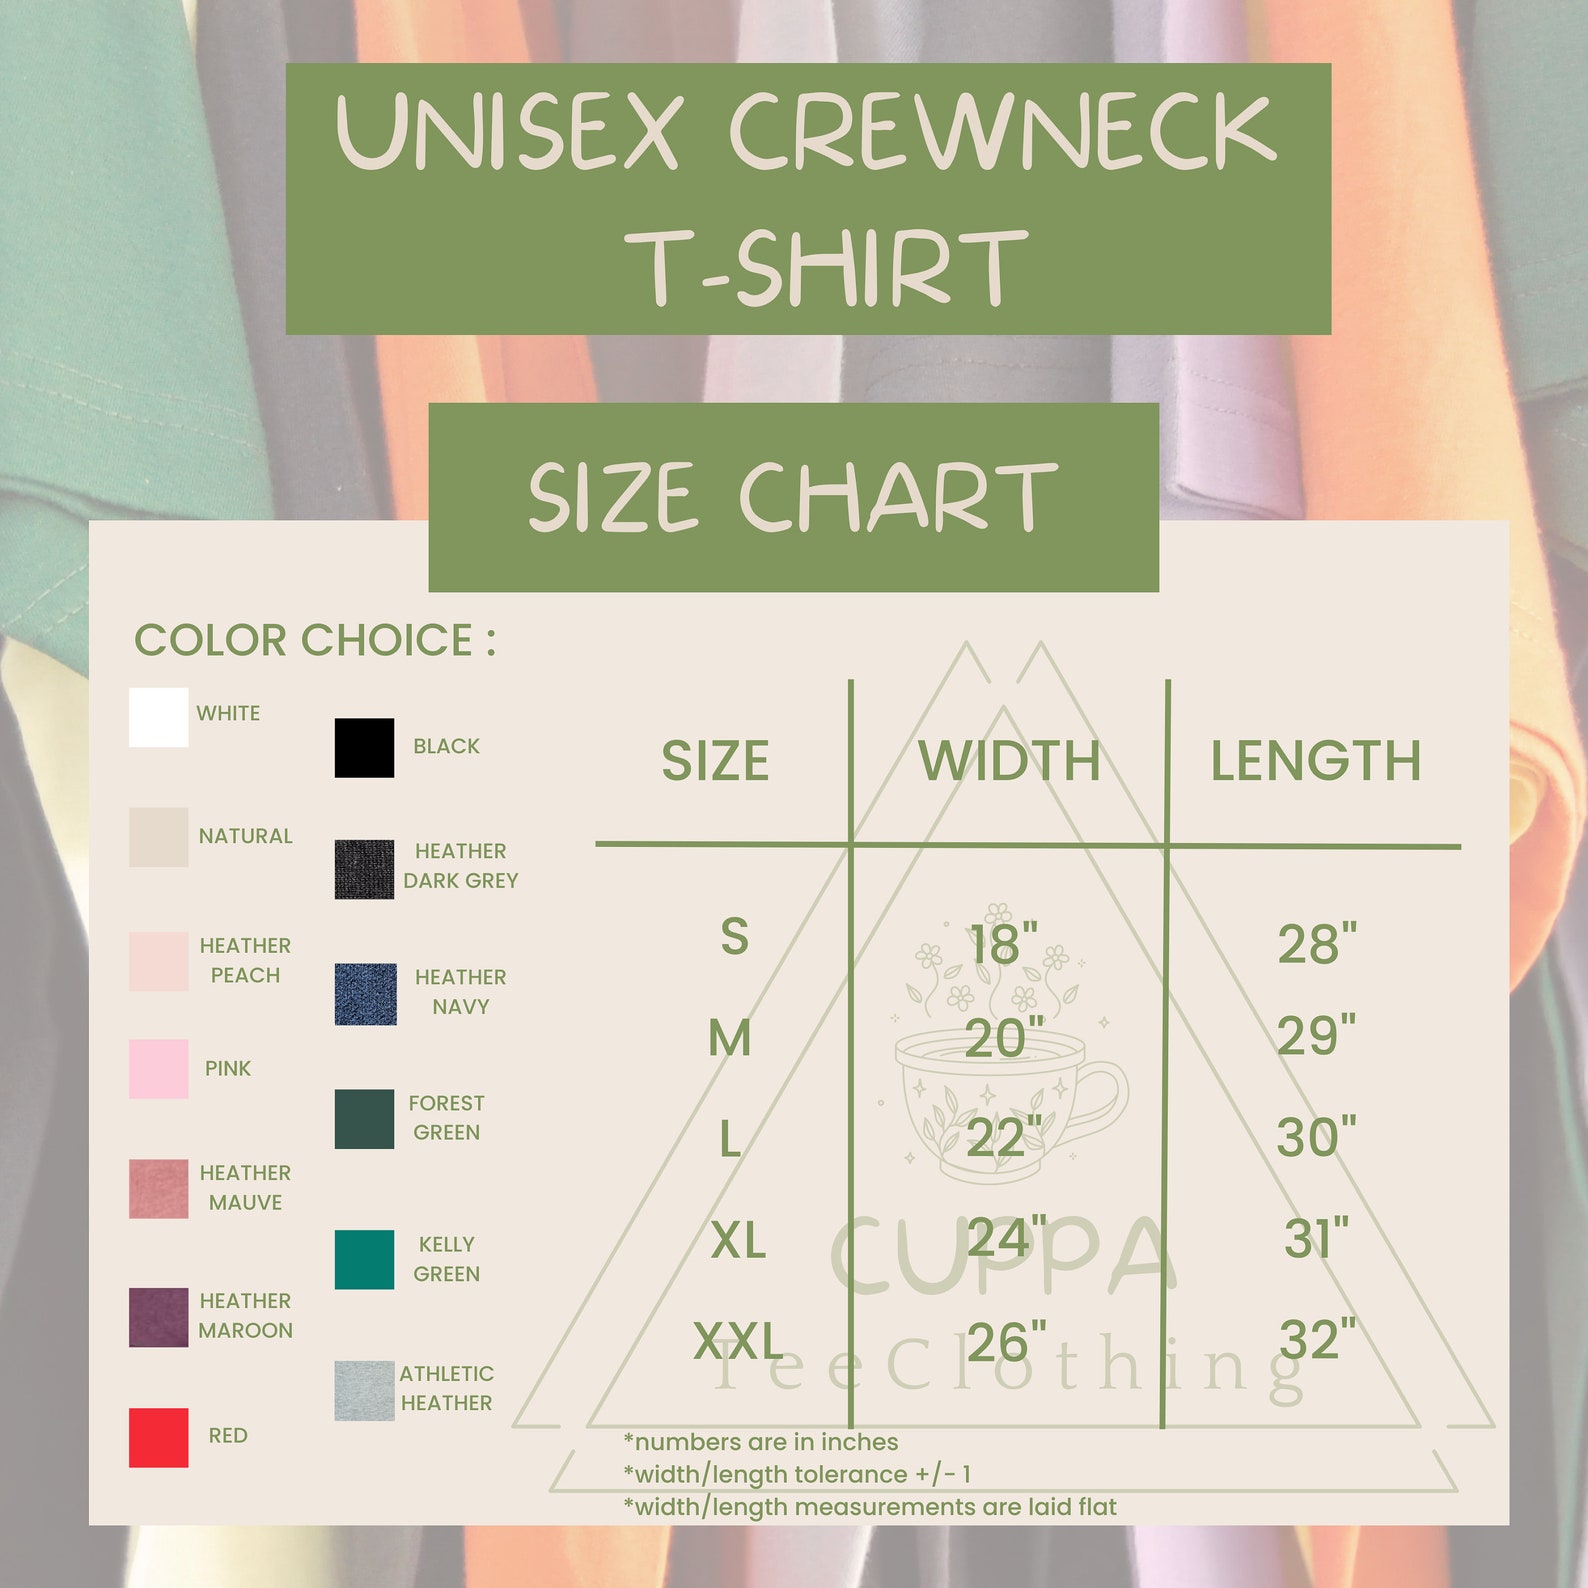 UNISEX CREWNECK
T-SHIRT
SIZE CHART
COLOR CHOICE :
WHITE
NATURAL
HEATHER
PEACH
PINK
HEATHER
MAUVE
HEATHER
MAROON
RED
BLACK
HEATHER
DARK GREY
HEATHER
NAVY
FOREST
GREEN
KELLY
GREEN
ATHLETIC
HEATHER
SIZE WIDTH LENGTH
S 18" 28"
M 20" 29"
L 22" 30"
XL 24" 31"
XXL 26" 32"
CUPPA
TeeClothing
*numbers are in inches
*width/length tolerance +/- 1
*width/length measurements are laid flat